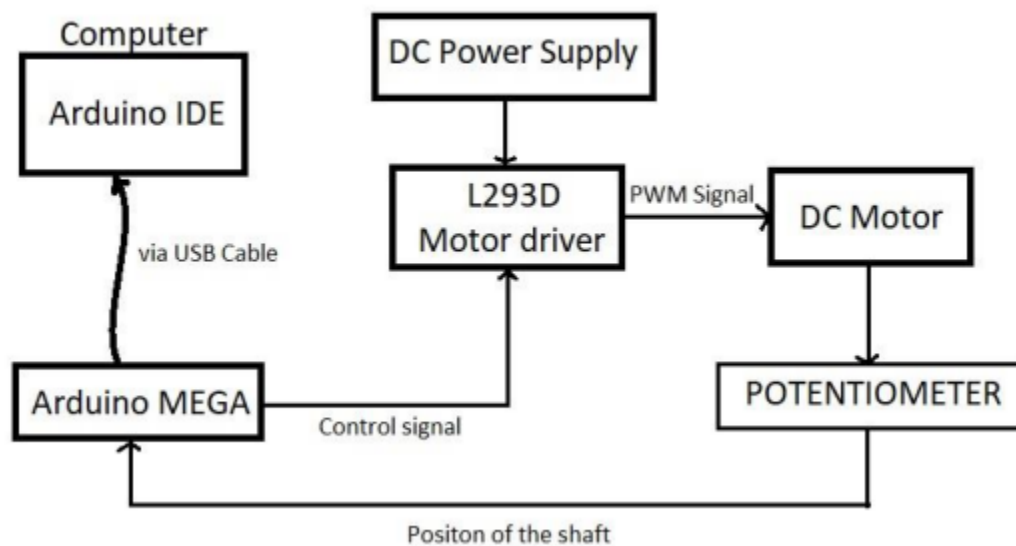 Computer
Arduino IDE
DC Power Supply
L293D
Motor driver
PWM Signal
DC Motor
via USB Cable
Arduino MEGA
Control signal
POTENTIOMETER
Positon of the shaft